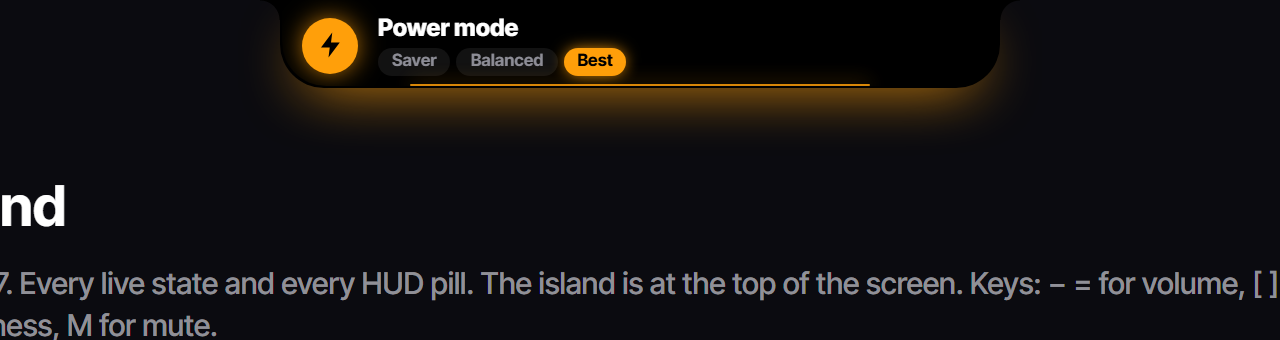 Power mode
Saver Balanced Best
nd
7. Every live state and every HUD pill. The island is at the top of the screen. Keys: − = for volume, [ ]
ness, M for mute.